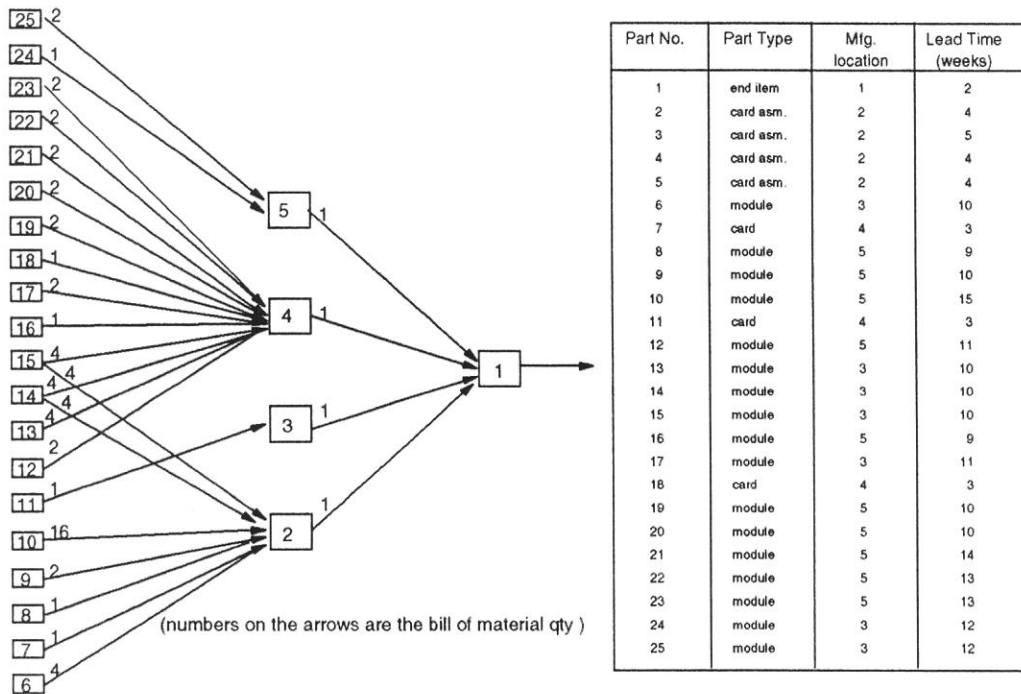 25 2
24 1
23 2
22 2
21 2
20 2
19 2
18 1
17 2
16 1
15 4 4
14 4 4
13 4
12 2
11 1
10 16
9 2
8 1
7 1
6 4
5 1
4 1
3 1
2 1
1
(numbers on the arrows are the bill of material qty )
Part No. Part Type Mfg. location Lead Time (weeks)
1 end item 1 2
2 card asm. 2 4
3 card asm. 2 5
4 card asm. 2 4
5 card asm. 2 4
6 module 3 10
7 card 4 3
8 module 5 9
9 module 5 10
10 module 5 15
11 card 4 3
12 module 5 11
13 module 3 10
14 module 3 10
15 module 3 10
16 module 5 9
17 module 3 11
18 card 4 3
19 module 5 10
20 module 5 10
21 module 5 14
22 module 5 13
23 module 5 13
24 module 3 12
25 module 3 12